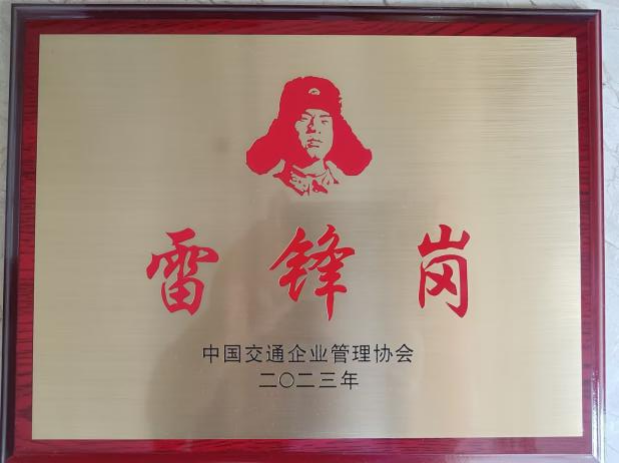 雷锋岗
中国交通企业管理协会
二〇二三年